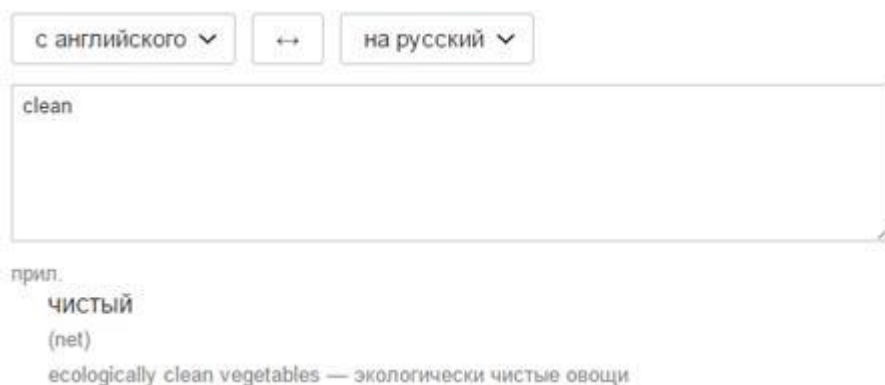 с английского ↔ на русский
clean
прил.
чистый
(net)
ecologically clean vegetables — экологически чистые овощи